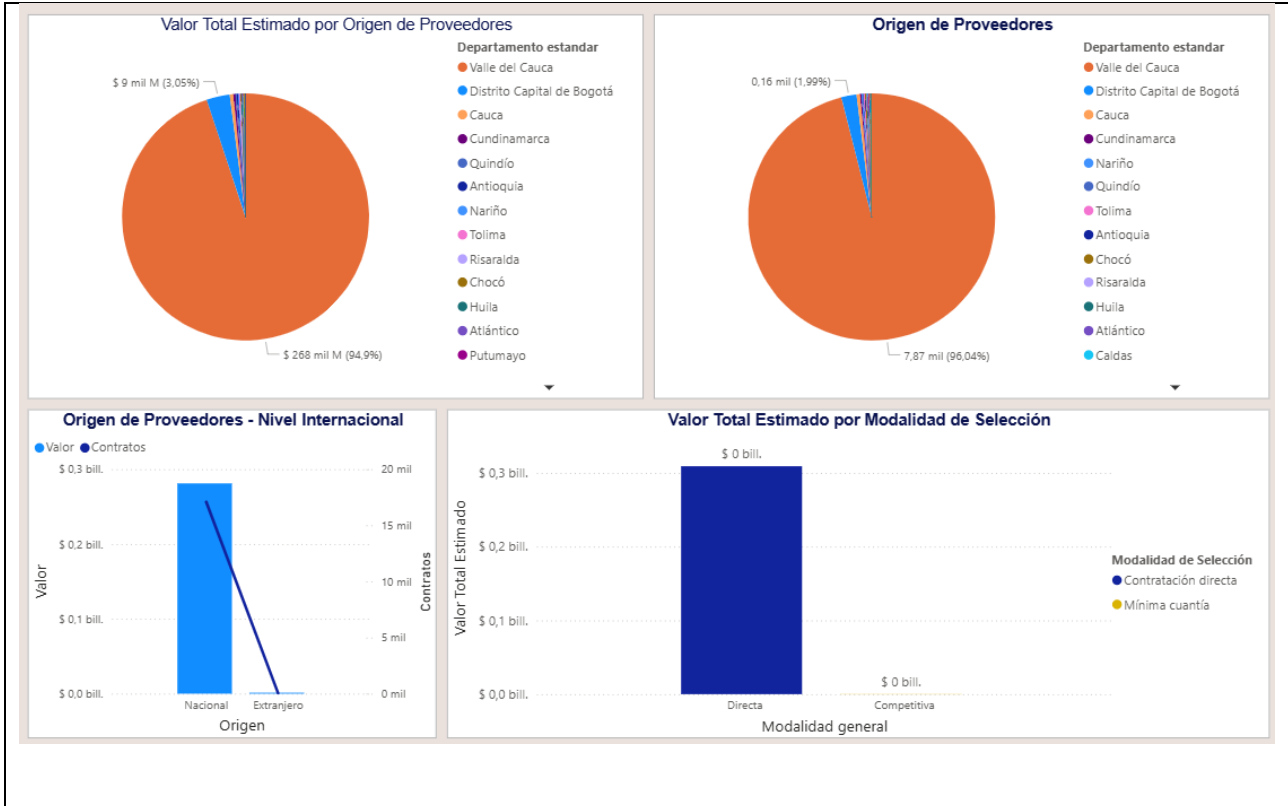 Valor Total Estimado por Origen de Proveedores
Departamento estandar
Valle del Cauca
Distrito Capital de Bogotá
Cauca
Cundinamarca
Quindío
Antioquia
Nariño
Tolima
Risaralda
Chocó
Huila
Atlántico
Putumayo
$ 9 mil M (3,05%)
$ 268 mil M (94,9%)
Origen de Proveedores
Departamento estandar
Valle del Cauca
Distrito Capital de Bogotá
Cauca
Cundinamarca
Nariño
Quindío
Tolima
Antioquia
Chocó
Risaralda
Huila
Atlántico
Caldas
0,16 mil (1,99%)
7,87 mil (96,04%)
Origen de Proveedores - Nivel Internacional
Valor Contratos
$ 0,3 bill.
$ 0,2 bill.
$ 0,1 bill.
$ 0,0 bill.
Valor
20 mil
15 mil
10 mil
5 mil
0 mil
Contratos
Nacional Extranjero
Origen
Valor Total Estimado por Modalidad de Selección
$ 0,3 bill.
$ 0,2 bill.
$ 0,1 bill.
$ 0,0 bill.
Valor Total Estimado
$ 0 bill.
$ 0 bill.
Directa Competitiva
Modalidad general
Modalidad de Selección
Contratación directa
Mínima cuantía